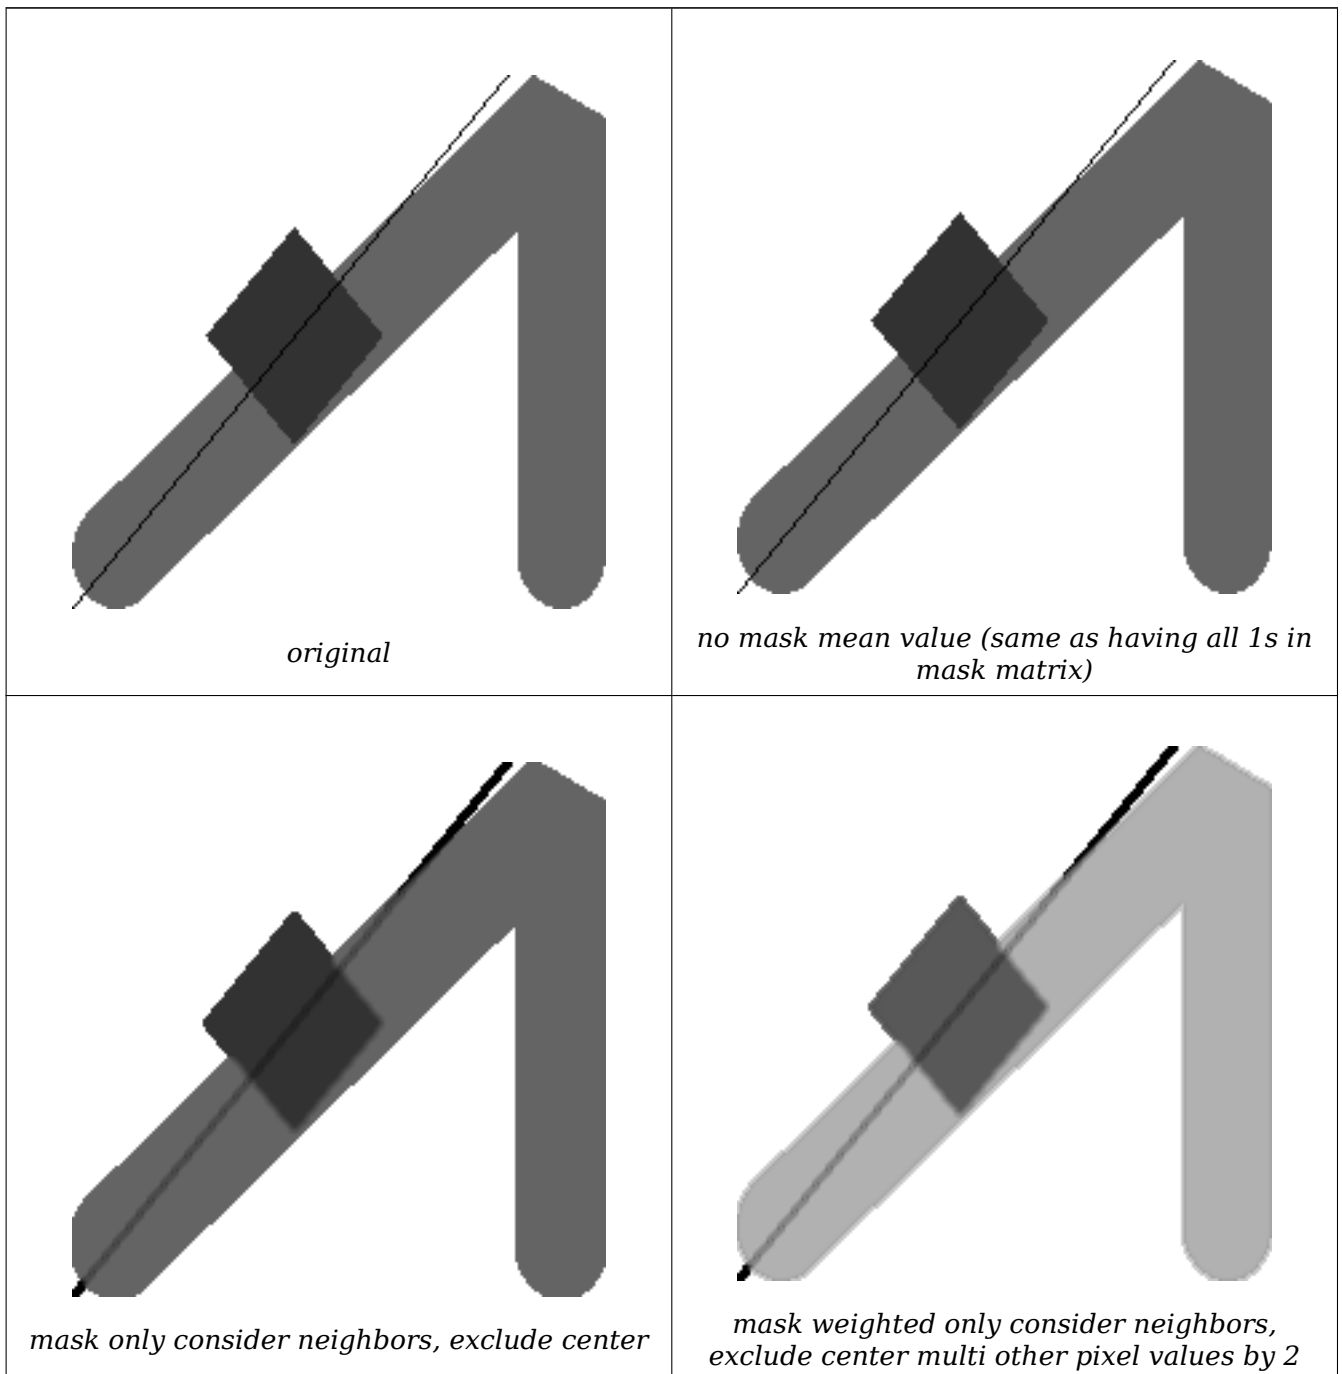 original
no mask mean value (same as having all 1s in
mask matrix)
mask only consider neighbors, exclude center
mask weighted only consider neighbors,
exclude center multi other pixel values by 2